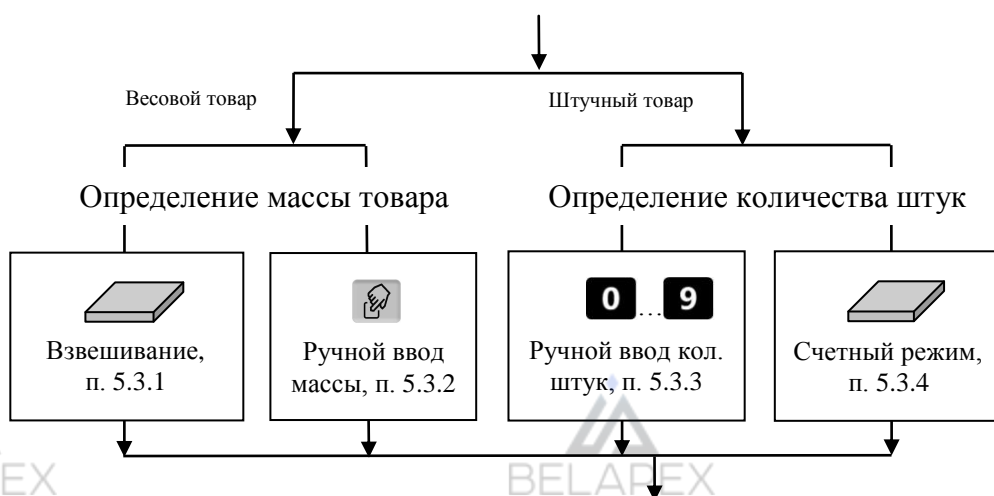 Весовой товар
Штучный товар
Определение массы товара
Определение количества штук
Взвешивание,
п. 5.3.1
Ручной ввод
массы, п. 5.3.2
0 ... 9
Ручной ввод кол.
штук, п. 5.3.3
Счетный режим,
п. 5.3.4
EX
BELAPEX